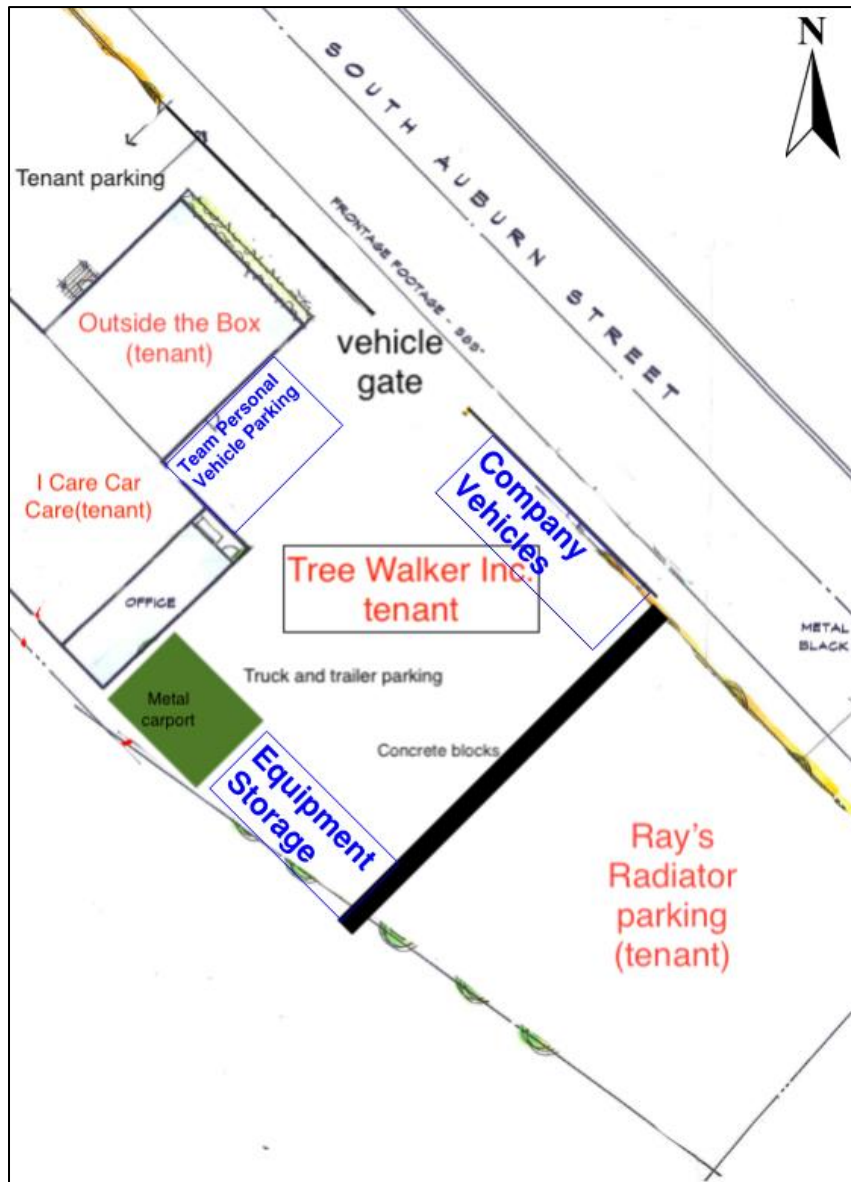 N
SOUTH AUBURN STREET
FRONTAGE FOOTAGE -
Tenant parking
Outside the Box
(tenant)
vehicle
gate
Team Personal
Vehicle Parking
Company
Vehicles
I Care Car
Care(tenant)
OFFICE
Tree Walker Inc.
tenant
METAL
BLACK
Truck and trailer parking
Metal
carport
Concrete blocks
Equipment
Storage
Ray's
Radiator
parking
(tenant)